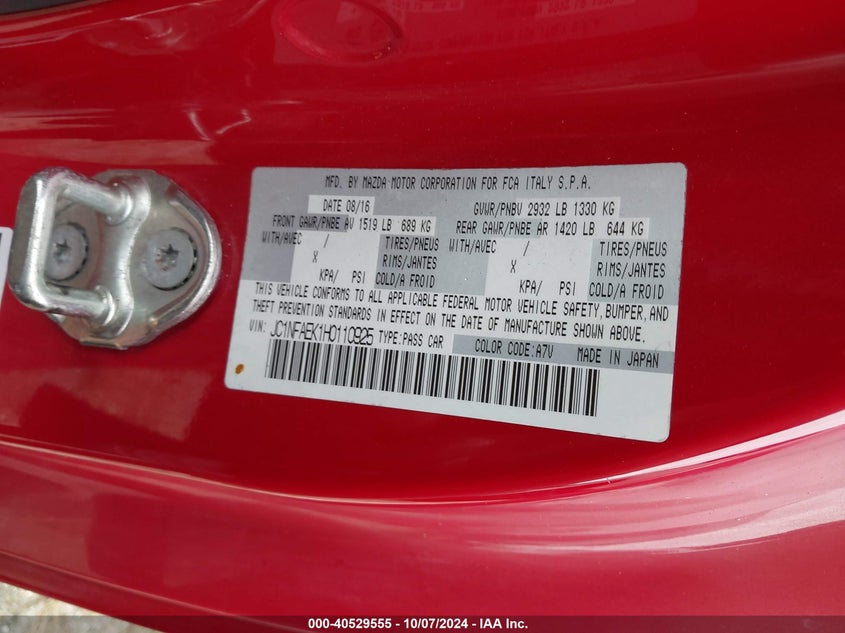 MFD. BY MAZDA MOTOR CORPORATION FOR FCA ITALY S.P.A.
DATE 08/16 GVWR/PNBV 2932 LB 1330 KG
FRONT GAWR/PNBE AV 1519 LB 689 KG REAR GAWR/PNBE AR 1420 LB 644 KG
WITH/AVEC / TIRES/PNEUS WITH/AVEC / TIRES/PNEUS
X RIMS/JANTES X RIMS/JANTES
KPA/ PSI COLD/A FROID KPA/ PSI COLD/A FROID
THIS VEHICLE CONFORMS TO ALL APPLICABLE FEDERAL MOTOR VEHICLE SAFETY, BUMPER, AND
THEFT PREVENTION STANDARDS IN EFFECT ON THE DATE OF MANUFACTURE SHOWN ABOVE.
VIN: JC1NFAEK1H0110925 TYPE:PASS CAR COLOR CODE:A7V MADE IN JAPAN
000-40529555 - 10/07/2024 - IAA Inc.